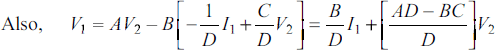 Also, V₁ = AV₂ − B[−(1/D)I₁ + (C/D)V₂] = (B/D)I₁ + [(AD − BC)/D]V₂